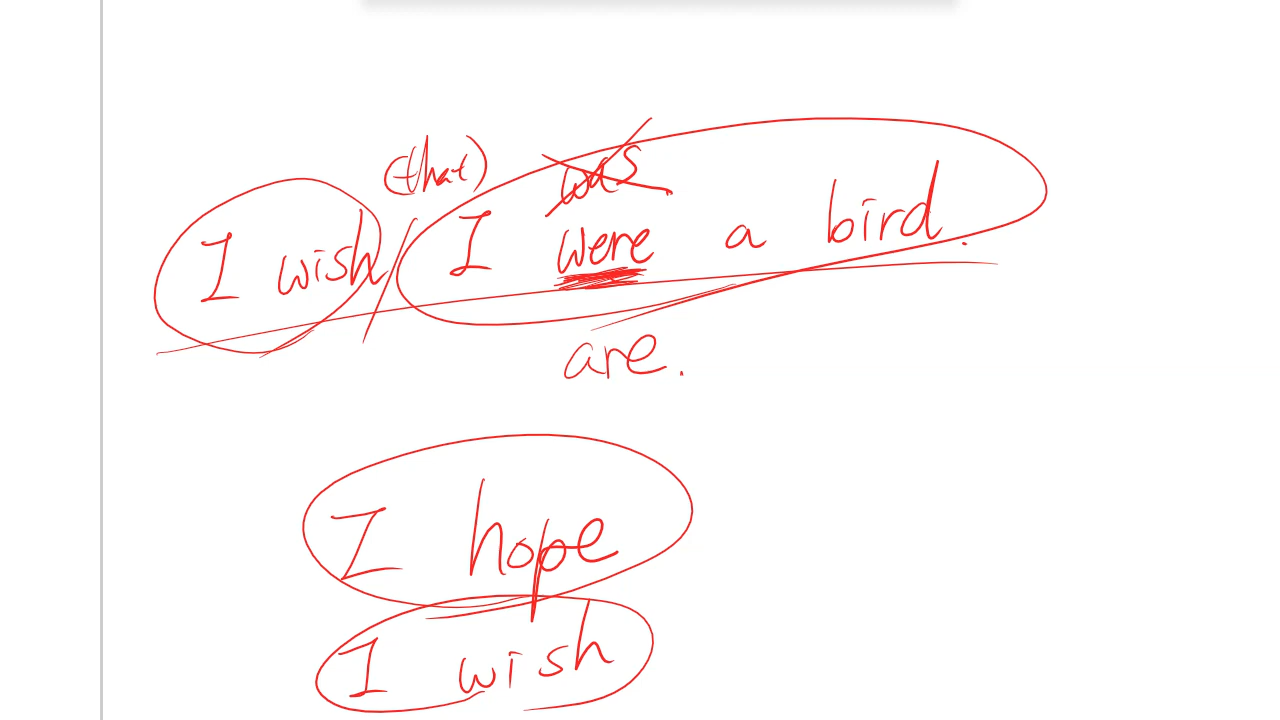 (that) was
I wish I were a bird.
are.
I hope
I wish